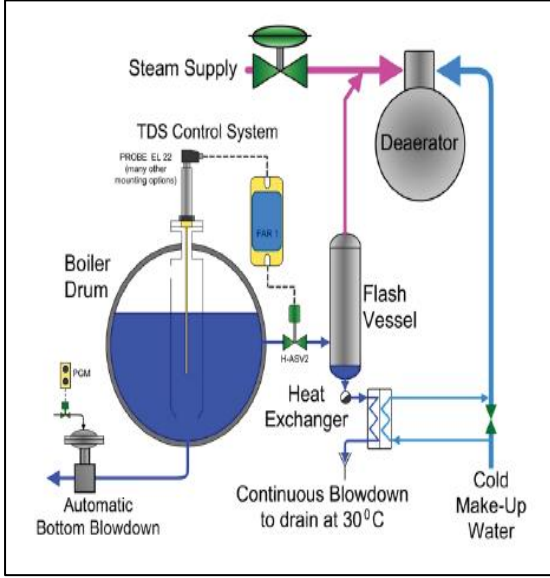 Steam Supply
TDS Control System
Deaerator
PROBE EL 22
(many other
mounting options)
FAR 1
Boiler
Drum
Flash
Vessel
H-ASV2
PGM
Heat
Exchanger
Automatic
Bottom Blowdown
Continuous Blowdown
to drain at 30⁰C
Cold
Make-Up
Water